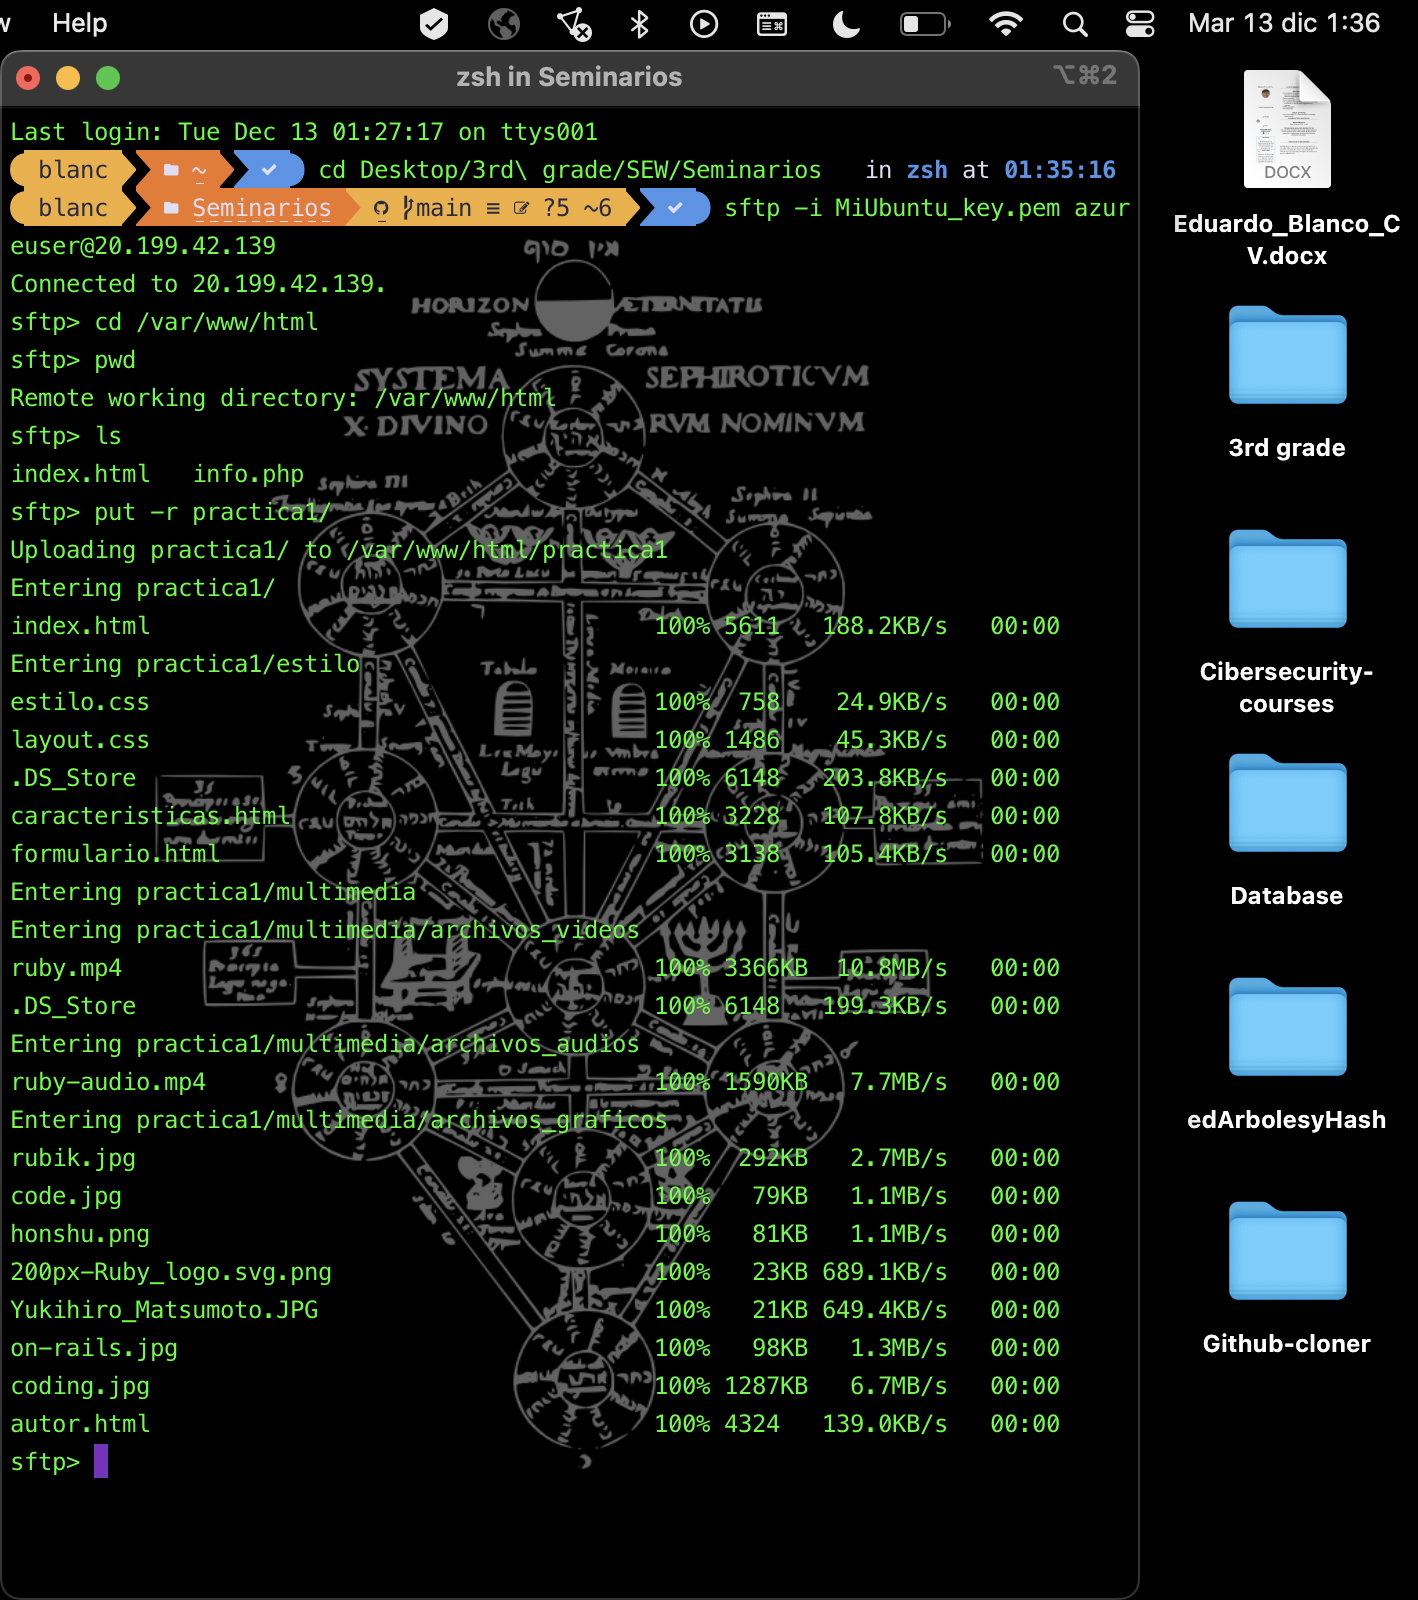 Help
Mar 13 dic 1:36
zsh in Seminarios
⌥⌘2
Last login: Tue Dec 13 01:27:17 on ttys001
blanc ~ ✓ cd Desktop/3rd\ grade/SEW/Seminarios in zsh at 01:35:16
blanc Seminarios main ≡ ?5 ~6 ✓ sftp -i MiUbuntu_key.pem azur
euser@20.199.42.139
Connected to 20.199.42.139.
sftp> cd /var/www/html
sftp> pwd
Remote working directory: /var/www/html
sftp> ls
index.html info.php
sftp> put -r practica1/
Uploading practica1/ to /var/www/html/practica1
Entering practica1/
index.html 100% 5611 188.2KB/s 00:00
Entering practica1/estilo
estilo.css 100% 758 24.9KB/s 00:00
layout.css 100% 1486 45.3KB/s 00:00
.DS_Store 100% 6148 203.8KB/s 00:00
caracteristicas.html 100% 3228 107.8KB/s 00:00
formulario.html 100% 3138 105.4KB/s 00:00
Entering practica1/multimedia
Entering practica1/multimedia/archivos_videos
ruby.mp4 100% 3366KB 10.8MB/s 00:00
.DS_Store 100% 6148 199.3KB/s 00:00
Entering practica1/multimedia/archivos_audios
ruby-audio.mp4 100% 1590KB 7.7MB/s 00:00
Entering practica1/multimedia/archivos_graficos
rubik.jpg 100% 292KB 2.7MB/s 00:00
code.jpg 100% 79KB 1.1MB/s 00:00
honshu.png 100% 81KB 1.1MB/s 00:00
200px-Ruby_logo.svg.png 100% 23KB 689.1KB/s 00:00
Yukihiro_Matsumoto.JPG 100% 21KB 649.4KB/s 00:00
on-rails.jpg 100% 98KB 1.3MB/s 00:00
coding.jpg 100% 1287KB 6.7MB/s 00:00
autor.html 100% 4324 139.0KB/s 00:00
sftp>
אין סוף
HORIZON ÆTERNITATIS
Summa Corona
SYSTEMA SEPHIROTICVM
X DIVINO RVM NOMINVM
DOCX
Eduardo_Blanco_C
V.docx
3rd grade
Cibersecurity-
courses
Database
edArbolesyHash
Github-cloner